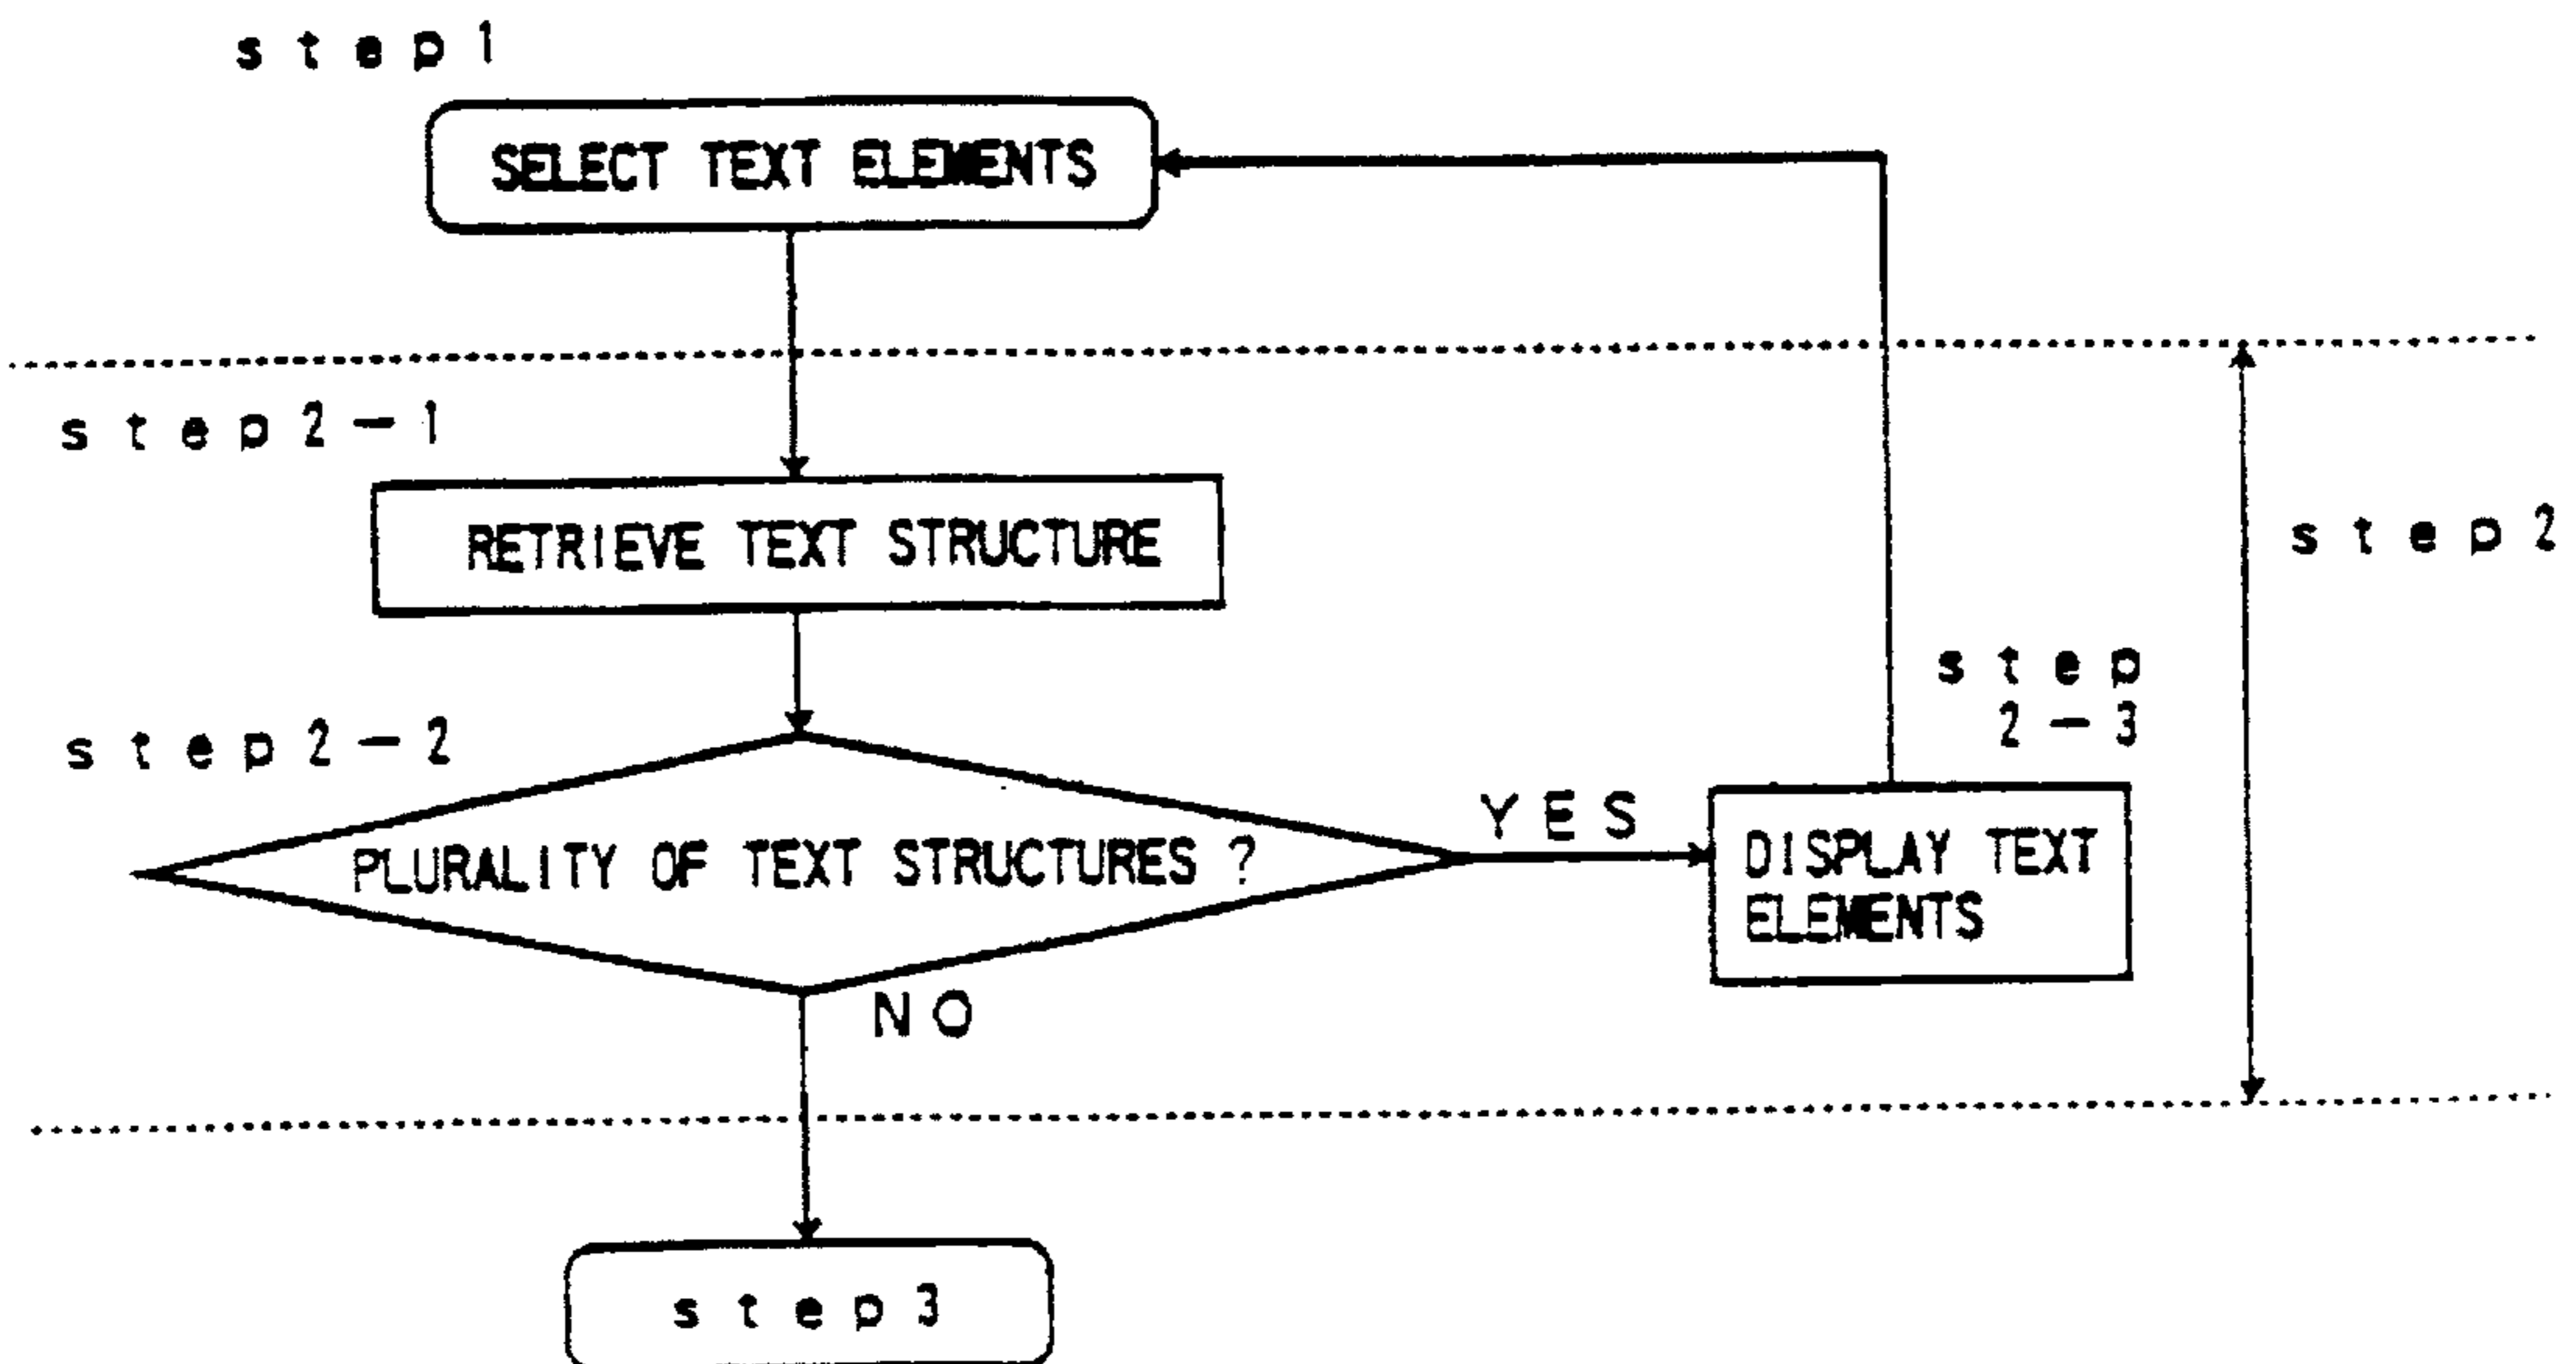 step1
SELECT TEXT ELEMENTS
step2-1
RETRIEVE TEXT STRUCTURE
step2
step
2-3
step2-2
PLURALITY OF TEXT STRUCTURES ?
YES
DISPLAY TEXT
ELEMENTS
NO
step3